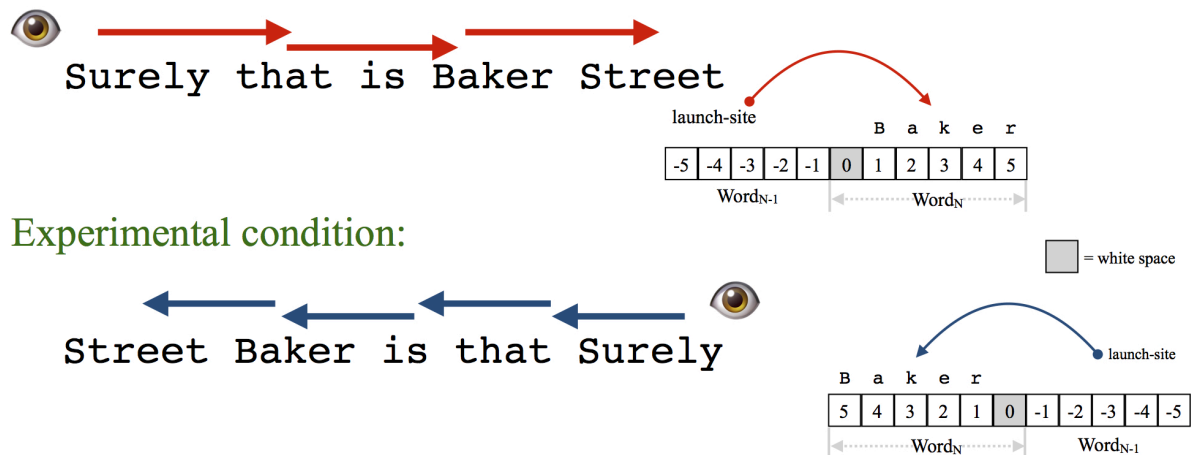 Surely that is Baker Street
launch-site
B a k e r
-5 -4 -3 -2 -1 0 1 2 3 4 5
WordN-1 WordN
Experimental condition:
= white space
Street Baker is that Surely
launch-site
B a k e r
5 4 3 2 1 0 -1 -2 -3 -4 -5
WordN WordN-1